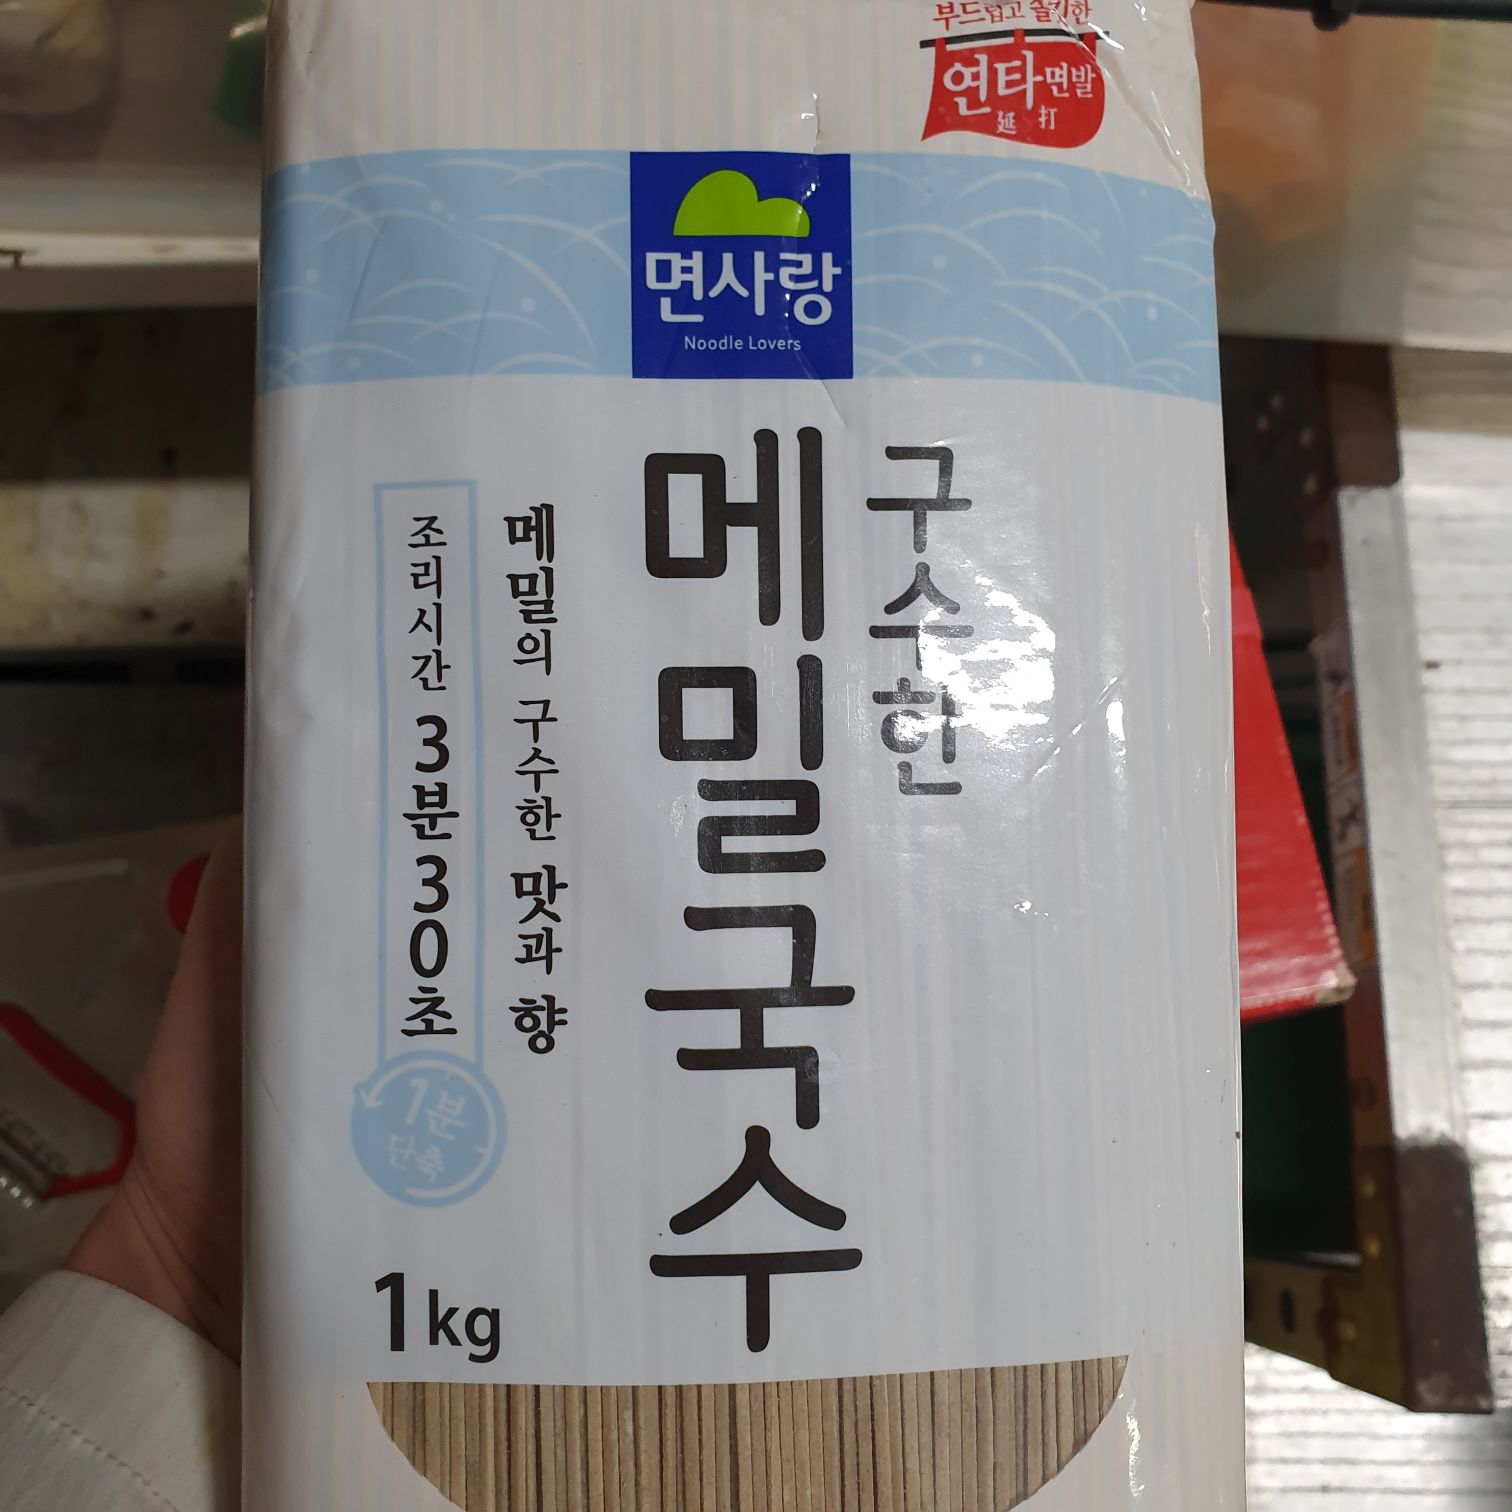 부드럽고 쫄깃한
연타면발
延打
면사랑
Noodle Lovers
구수한
메밀국수
메밀의 구수한 맛과 향
조리시간 3분30초
1분
단축
1kg